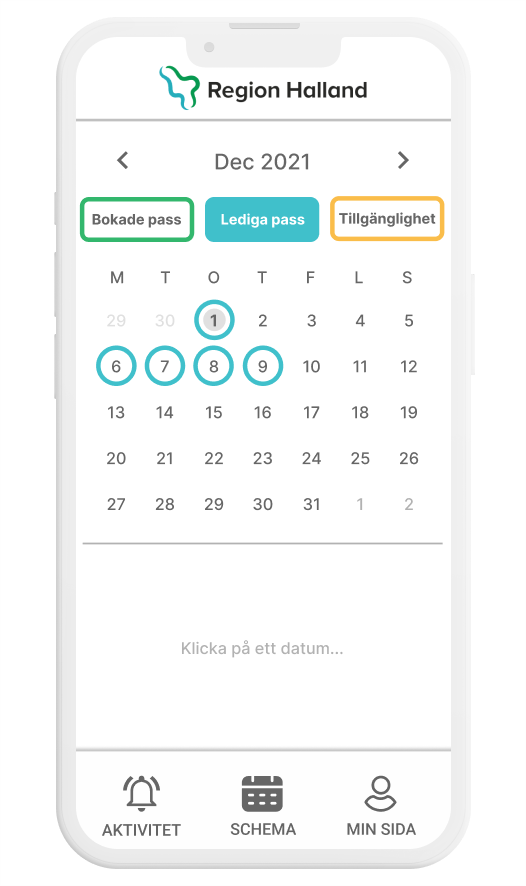 Region Halland
Dec 2021
Bokade pass Lediga pass Tillgänglighet
M T O T F L S
29 30 1 2 3 4 5
6 7 8 9 10 11 12
13 14 15 16 17 18 19
20 21 22 23 24 25 26
27 28 29 30 31 1 2
Klicka på ett datum...
AKTIVITET SCHEMA MIN SIDA